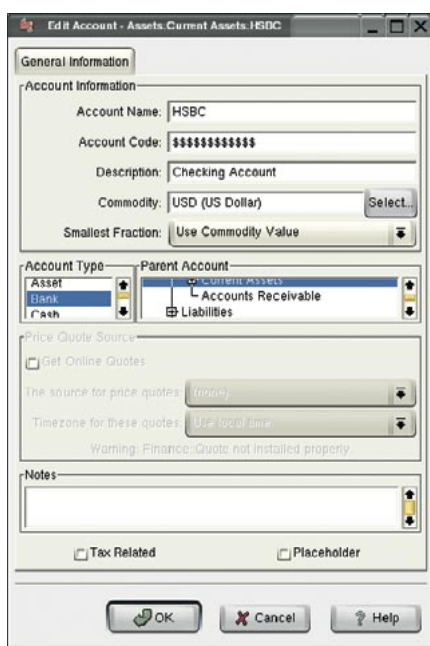 Edit Account - Assets.Current Assets.HSBC
General Information
Account Information
Account Name: HSBC
Account Code: $$$$$$$$$$$$
Description: Checking Account
Commodity: USD (US Dollar) Select...
Smallest Fraction: Use Commodity Value
Account Type Parent Account
Asset
Bank
Cash
Current Assets
Accounts Receivable
Liabilities
Price Quote Source
Get Online Quotes
The source for price quotes: (none)
Timezone for these quotes: Use local time
Warning: Finance::Quote not installed properly.
Notes
Tax Related Placeholder
OK Cancel ? Help